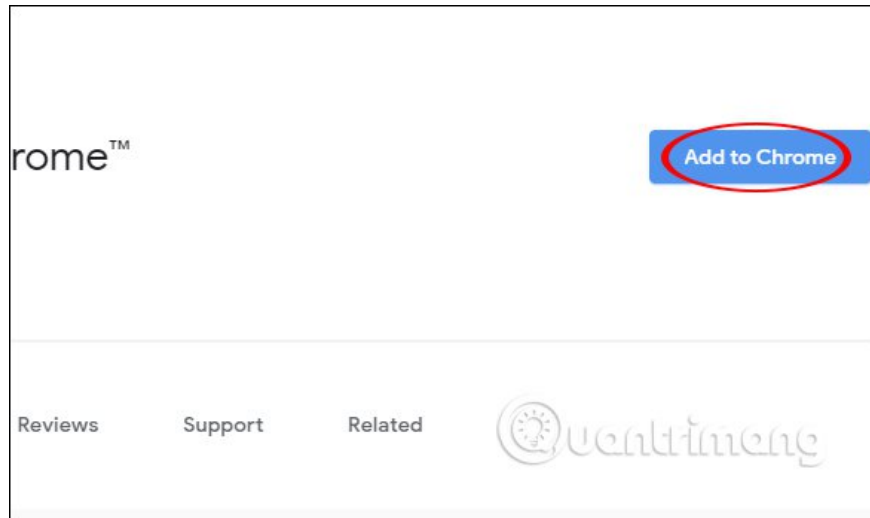 rome™
Add to Chrome
Reviews Support Related
Quantrimang